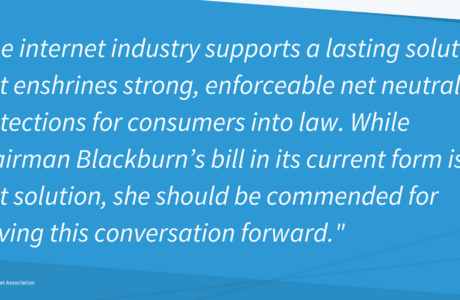 e internet industry supports a lasting solut
t enshrines strong, enforceable net neutral
tections for consumers into law. While
airman Blackburn's bill in its current form is
t solution, she should be commended for
ving this conversation forward."
et Association